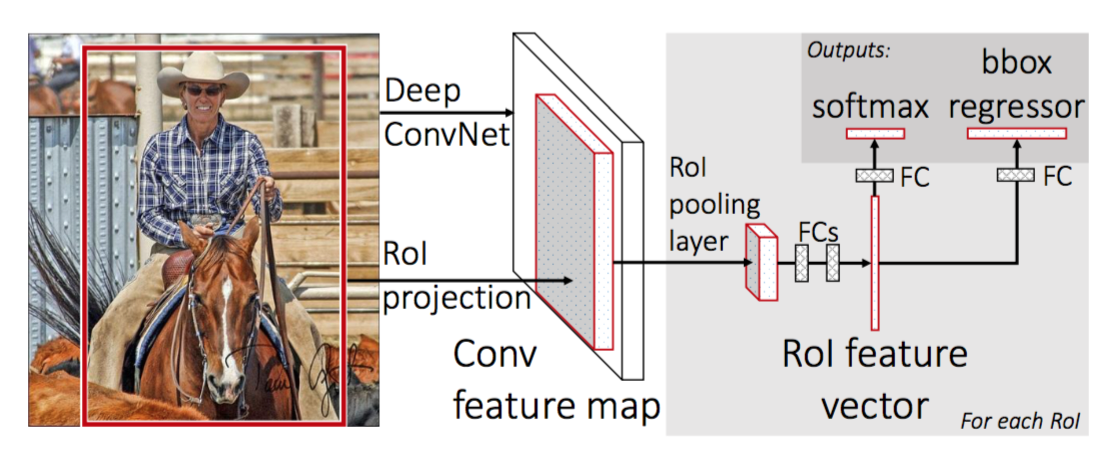 Deep
ConvNet
RoI
projection
Conv
feature map
RoI
pooling
layer
FCs
Outputs:
softmax
bbox
regressor
FC
FC
RoI feature
vector
For each RoI